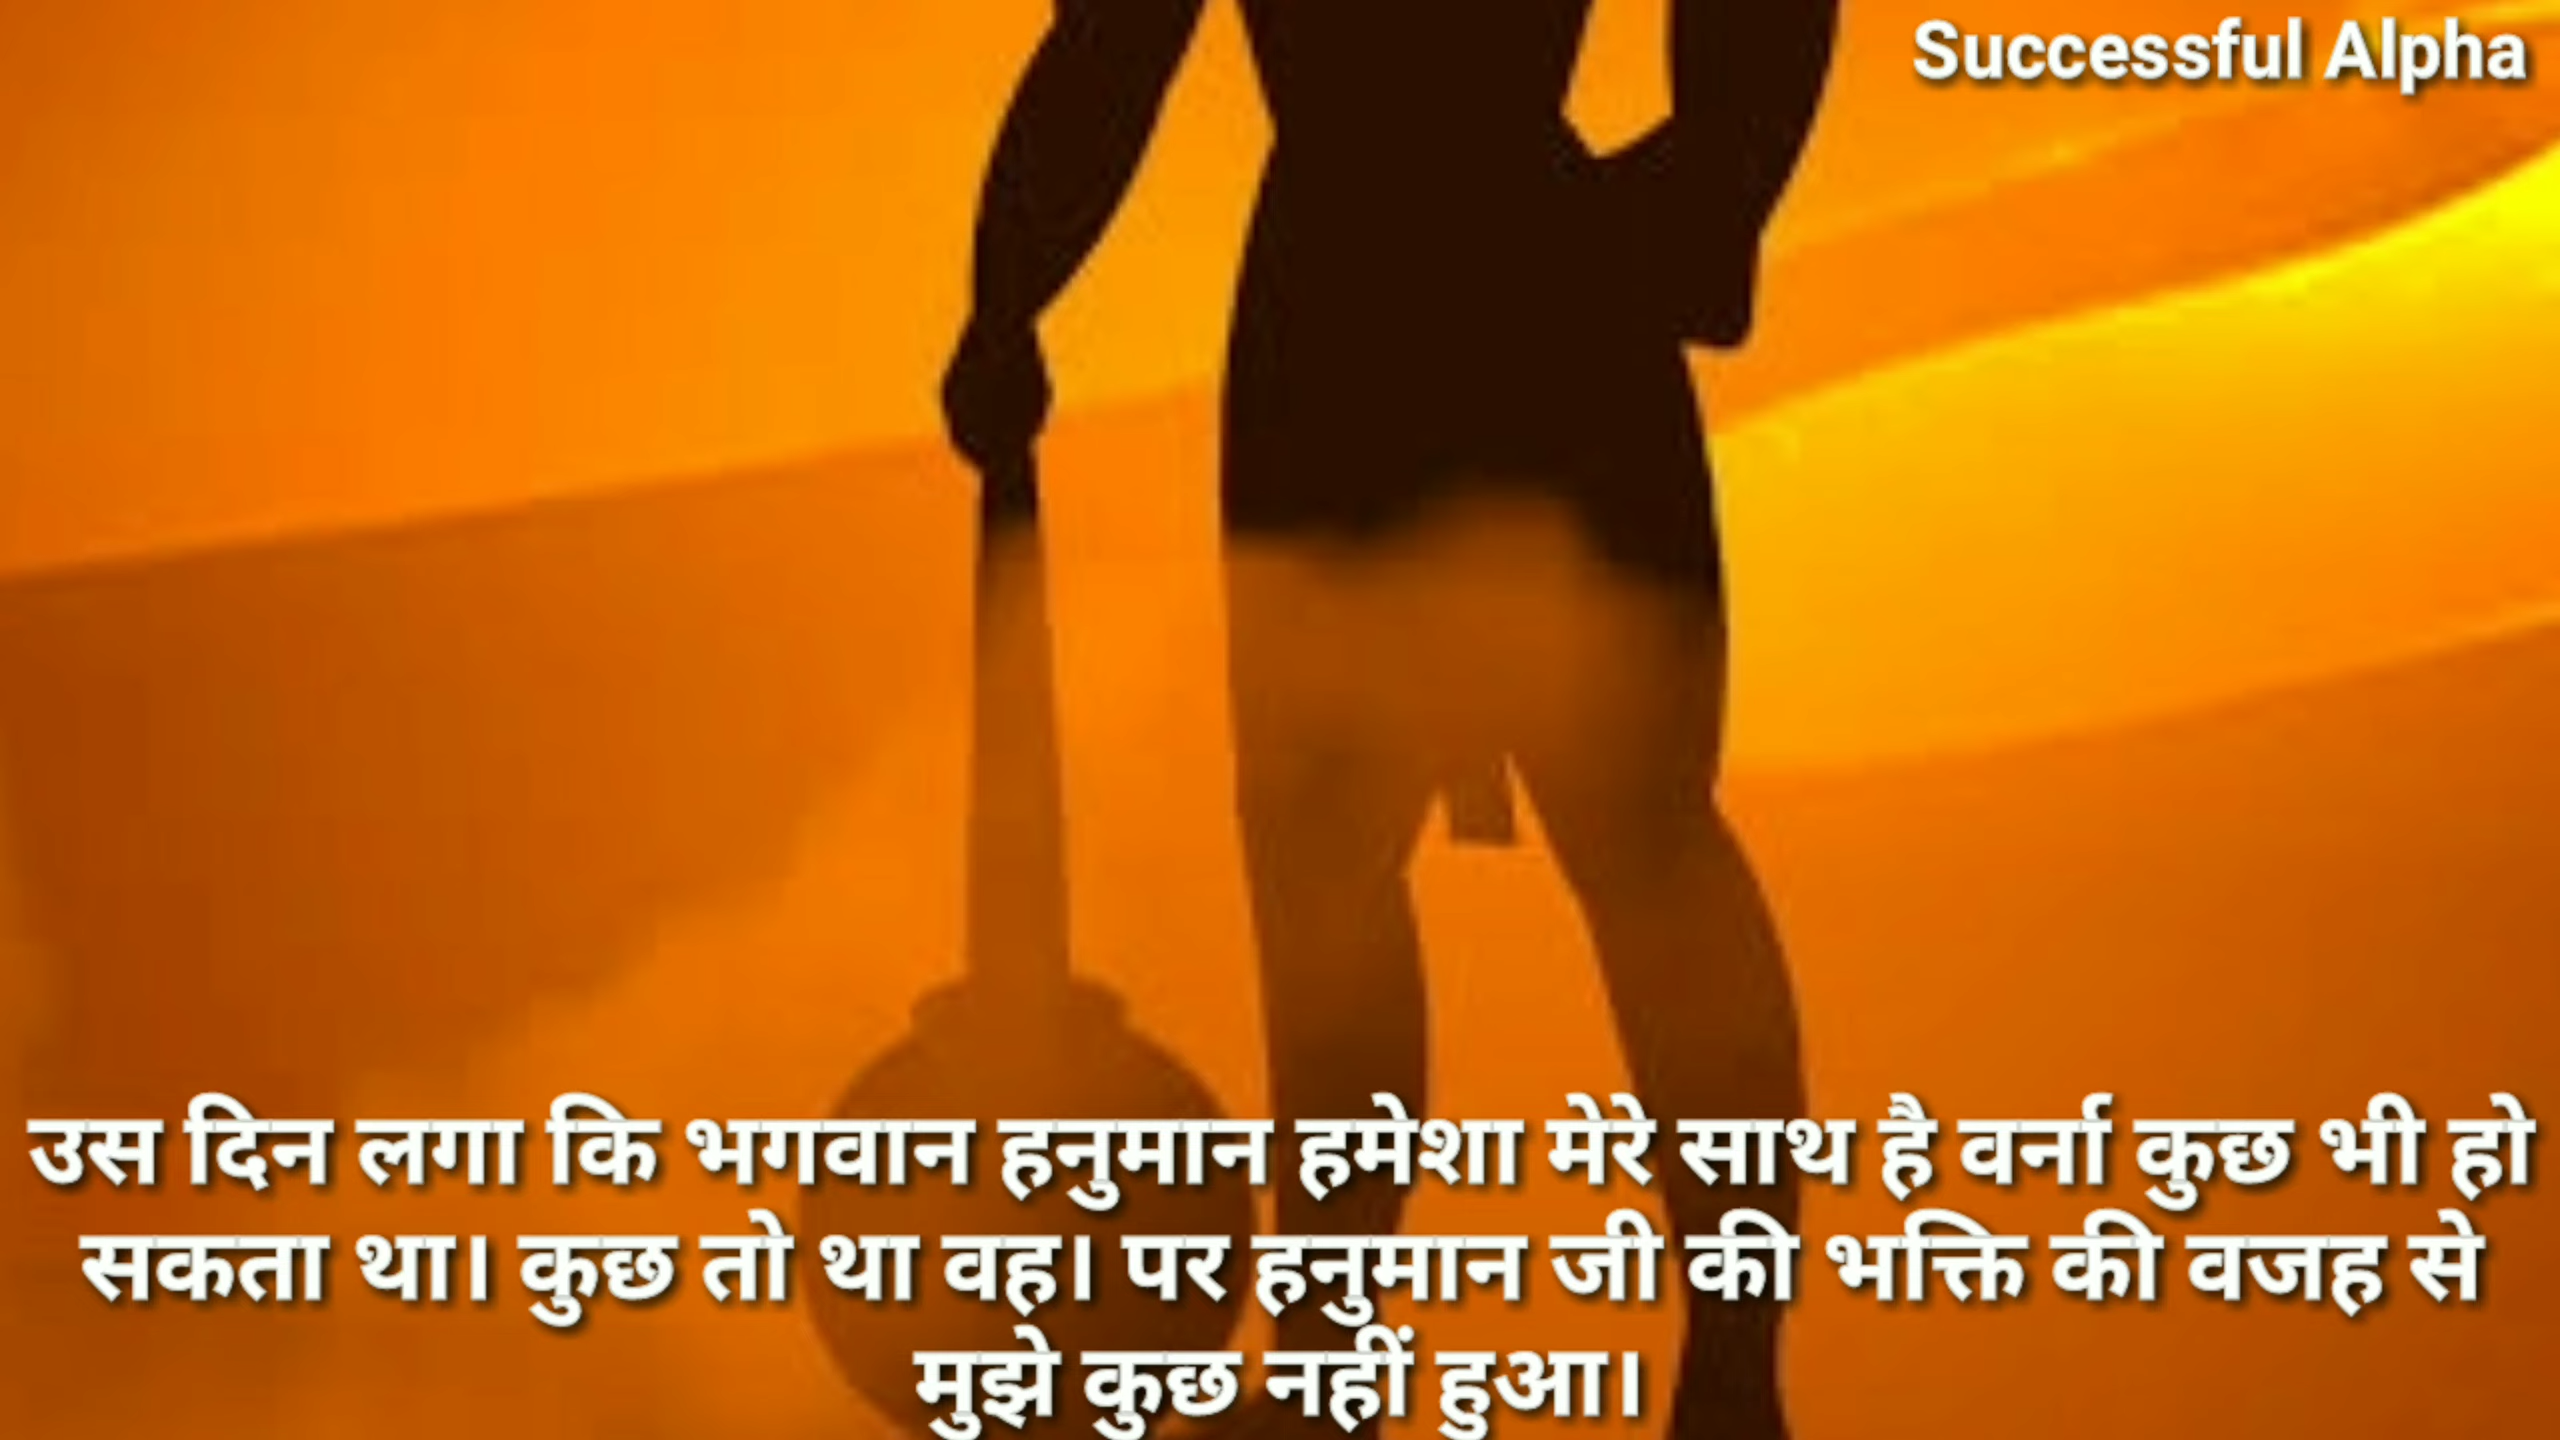 Successful Alpha
उस दिन लगा कि भगवान हनुमान हमेशा मेरे साथ है वर्ना कुछ भी हो
सकता था। कुछ तो था वह। पर हनुमान जी की भक्ति की वजह से
मुझे कुछ नहीं हुआ।